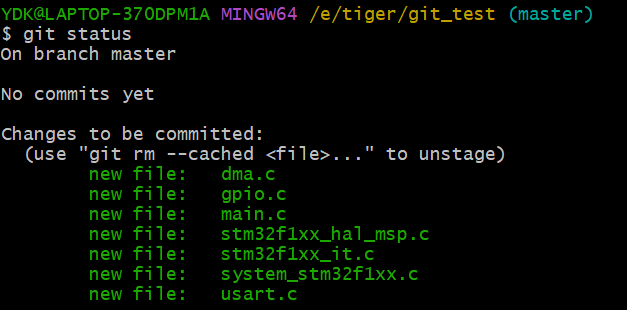 YDK@LAPTOP-370DPM1A MINGW64 /e/tiger/git_test (master)
$ git status
On branch master
No commits yet
Changes to be committed:
  (use "git rm --cached <file>..." to unstage)
        new file:   dma.c
        new file:   gpio.c
        new file:   main.c
        new file:   stm32f1xx_hal_msp.c
        new file:   stm32f1xx_it.c
        new file:   system_stm32f1xx.c
        new file:   usart.c